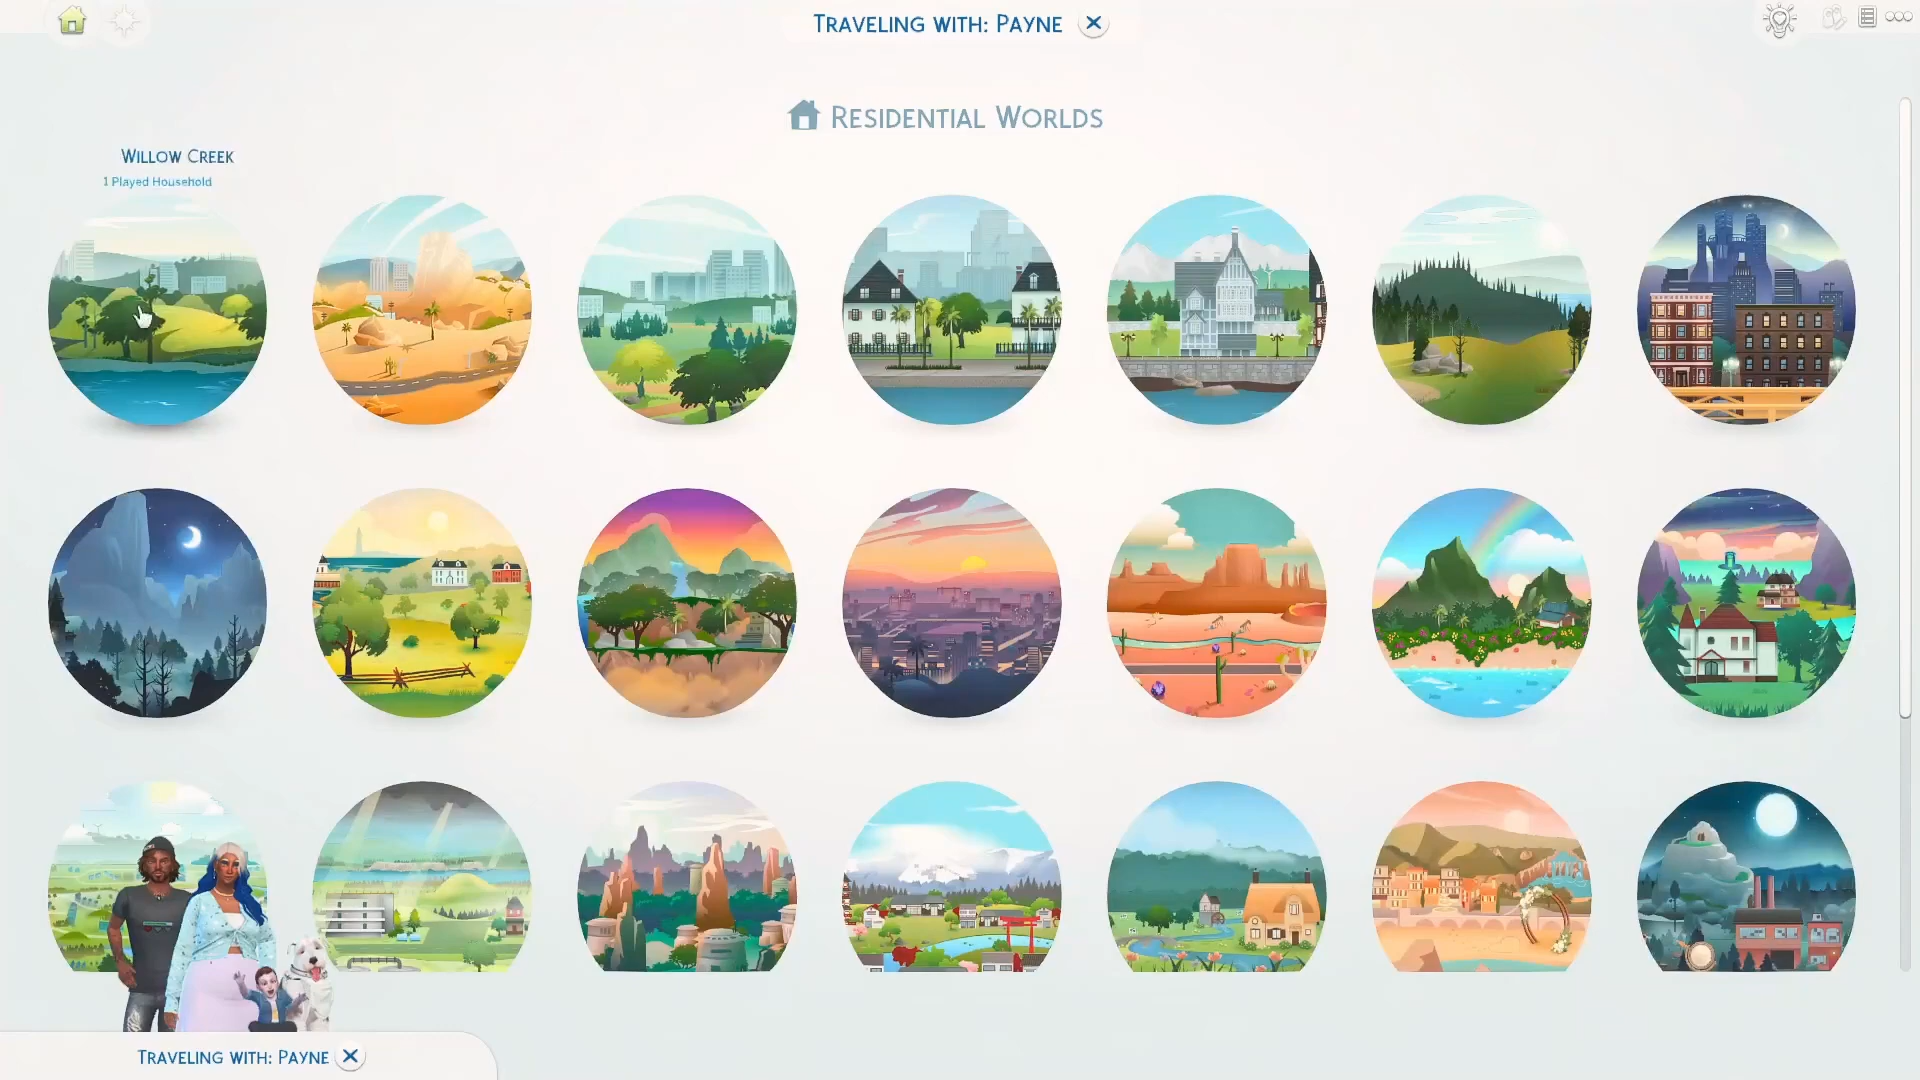 TRAVELING WITH: PAYNE
RESIDENTIAL WORLDS
WILLOW CREEK
1 Played Household
TRAVELING WITH: PAYNE